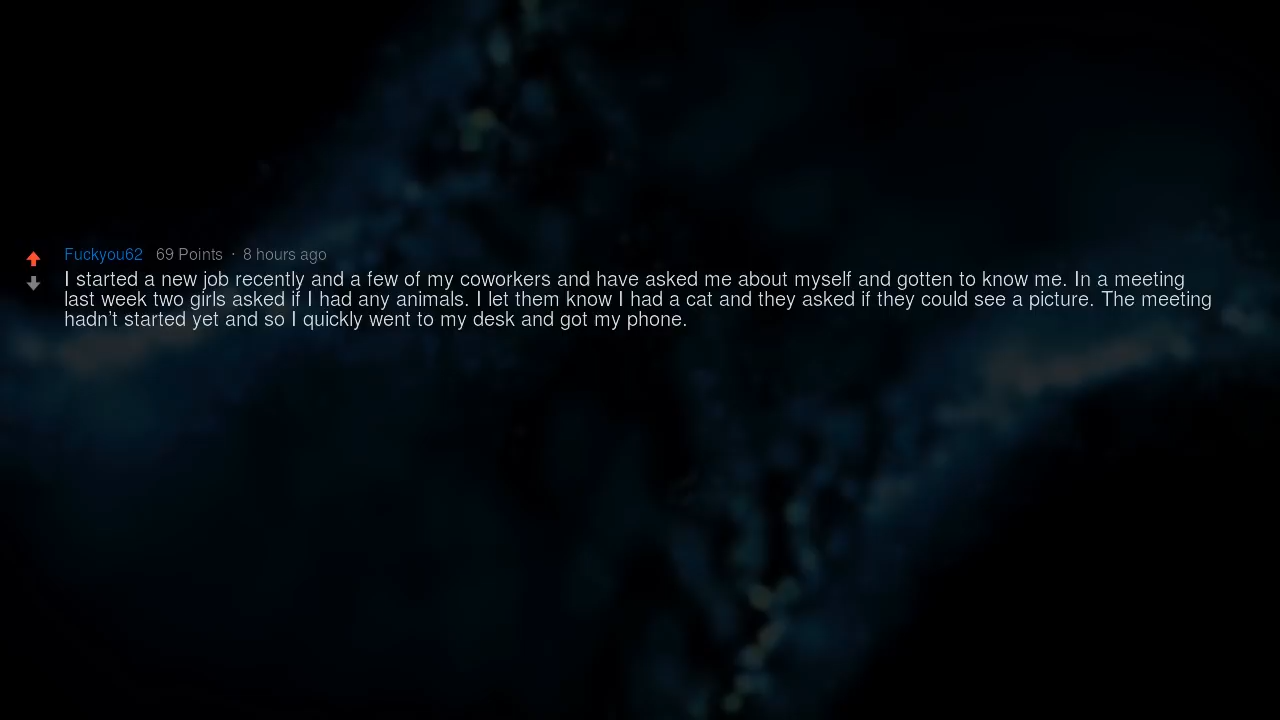 Fuckyou62 69 Points · 8 hours ago
I started a new job recently and a few of my coworkers and have asked me about myself and gotten to know me. In a meeting
last week two girls asked if I had any animals. I let them know I had a cat and they asked if they could see a picture. The meeting
hadn't started yet and so I quickly went to my desk and got my phone.